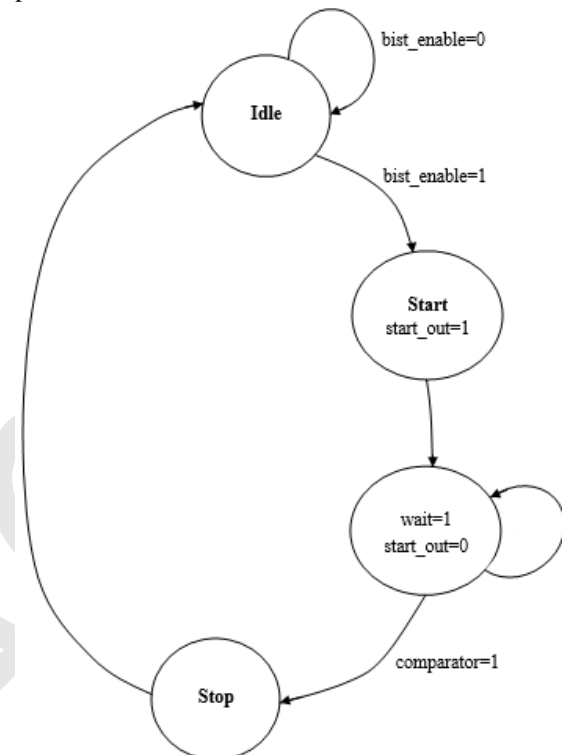 bist_enable=0
Idle
bist_enable=1
Start
start_out=1
wait=1
start_out=0
comparator=1
Stop